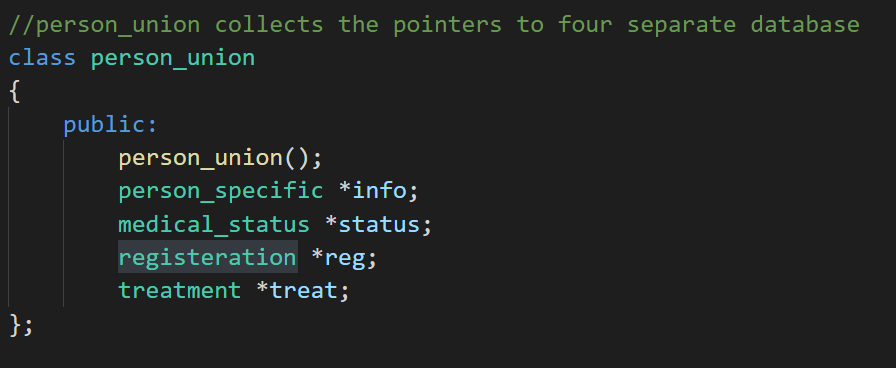 //person_union collects the pointers to four separate database
class person_union
{
public:
person_union();
person_specific *info;
medical_status *status;
registeration *reg;
treatment *treat;
};